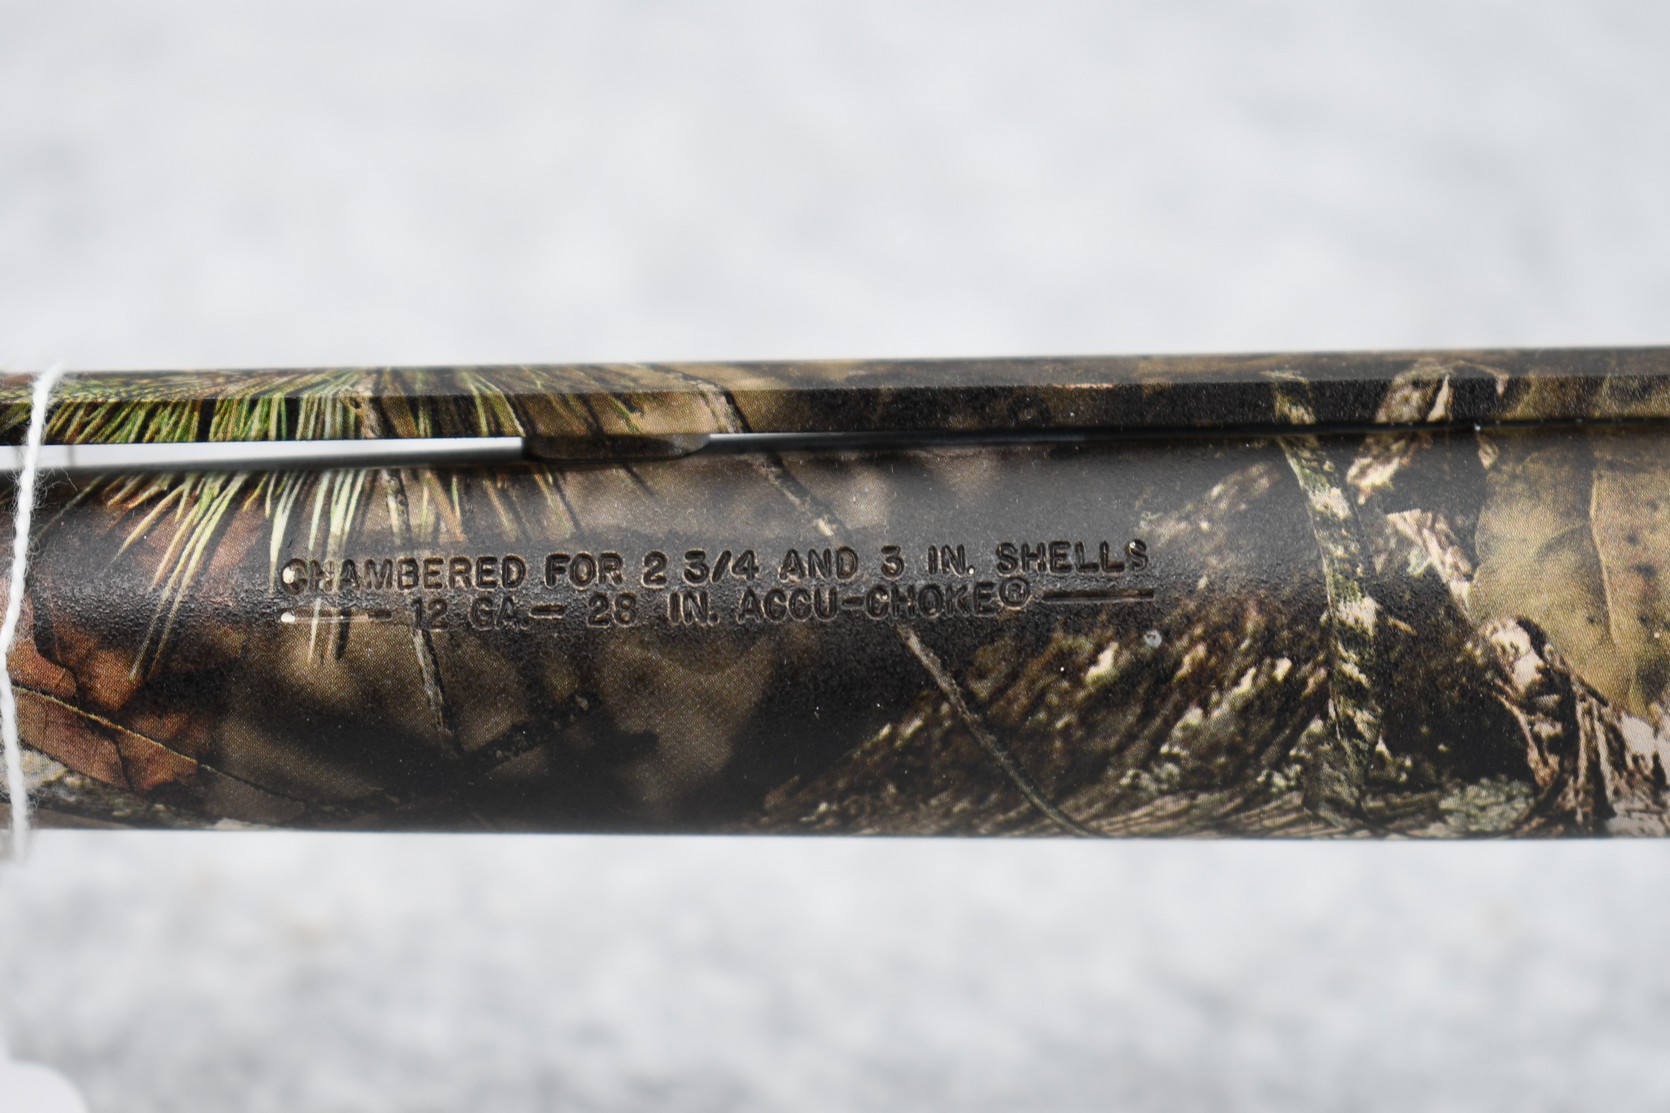 CHAMBERED FOR 2 3/4 AND 3 IN. SHELLS
—— 12 GA.— 28 IN. ACCU-CHOKE® ——